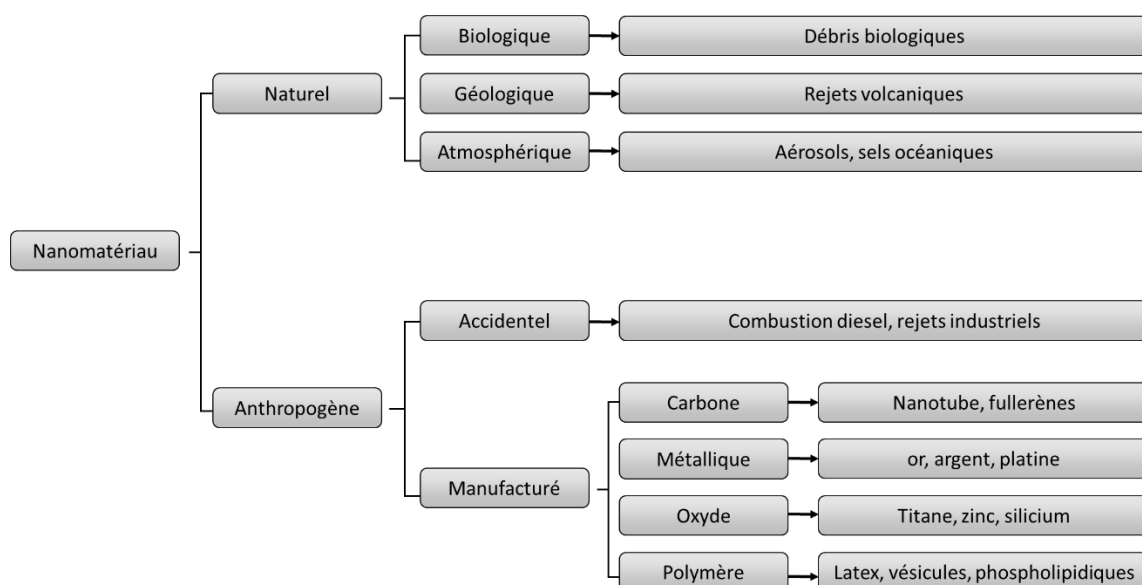 Biologique
Débris biologiques
Naturel
Géologique
Rejets volcaniques
Atmosphérique
Aérosols, sels océaniques
Nanomatériau
Accidentel
Combustion diesel, rejets industriels
Anthropogène
Carbone
Nanotube, fullerènes
Métallique
or, argent, platine
Manufacturé
Oxyde
Titane, zinc, silicium
Polymère
Latex, vésicules, phospholipidiques